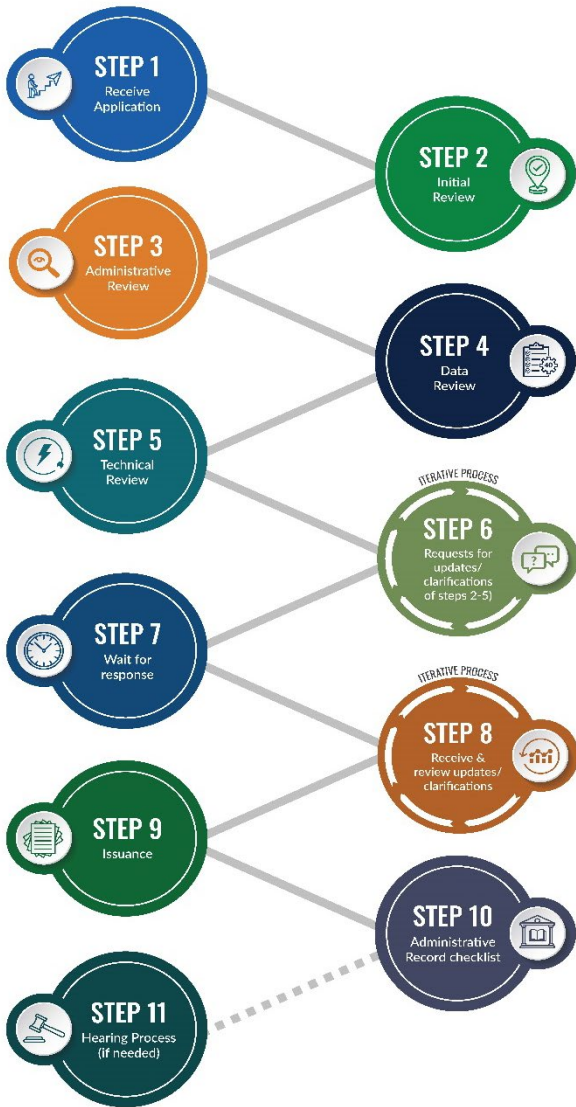 STEP 1
Receive
Application
STEP 2
Initial
Review
STEP 3
Administrative
Review
STEP 4
Data
Review
STEP 5
Technical
Review
ITERATIVE PROCESS
STEP 6
Requests for
updates/
clarifications
of steps 2-5)
STEP 7
Wait for
response
ITERATIVE PROCESS
STEP 8
Receive &
review updates/
clarifications
STEP 9
Issuance
STEP 10
Administrative
Record checklist
STEP 11
Hearing Process
(if needed)